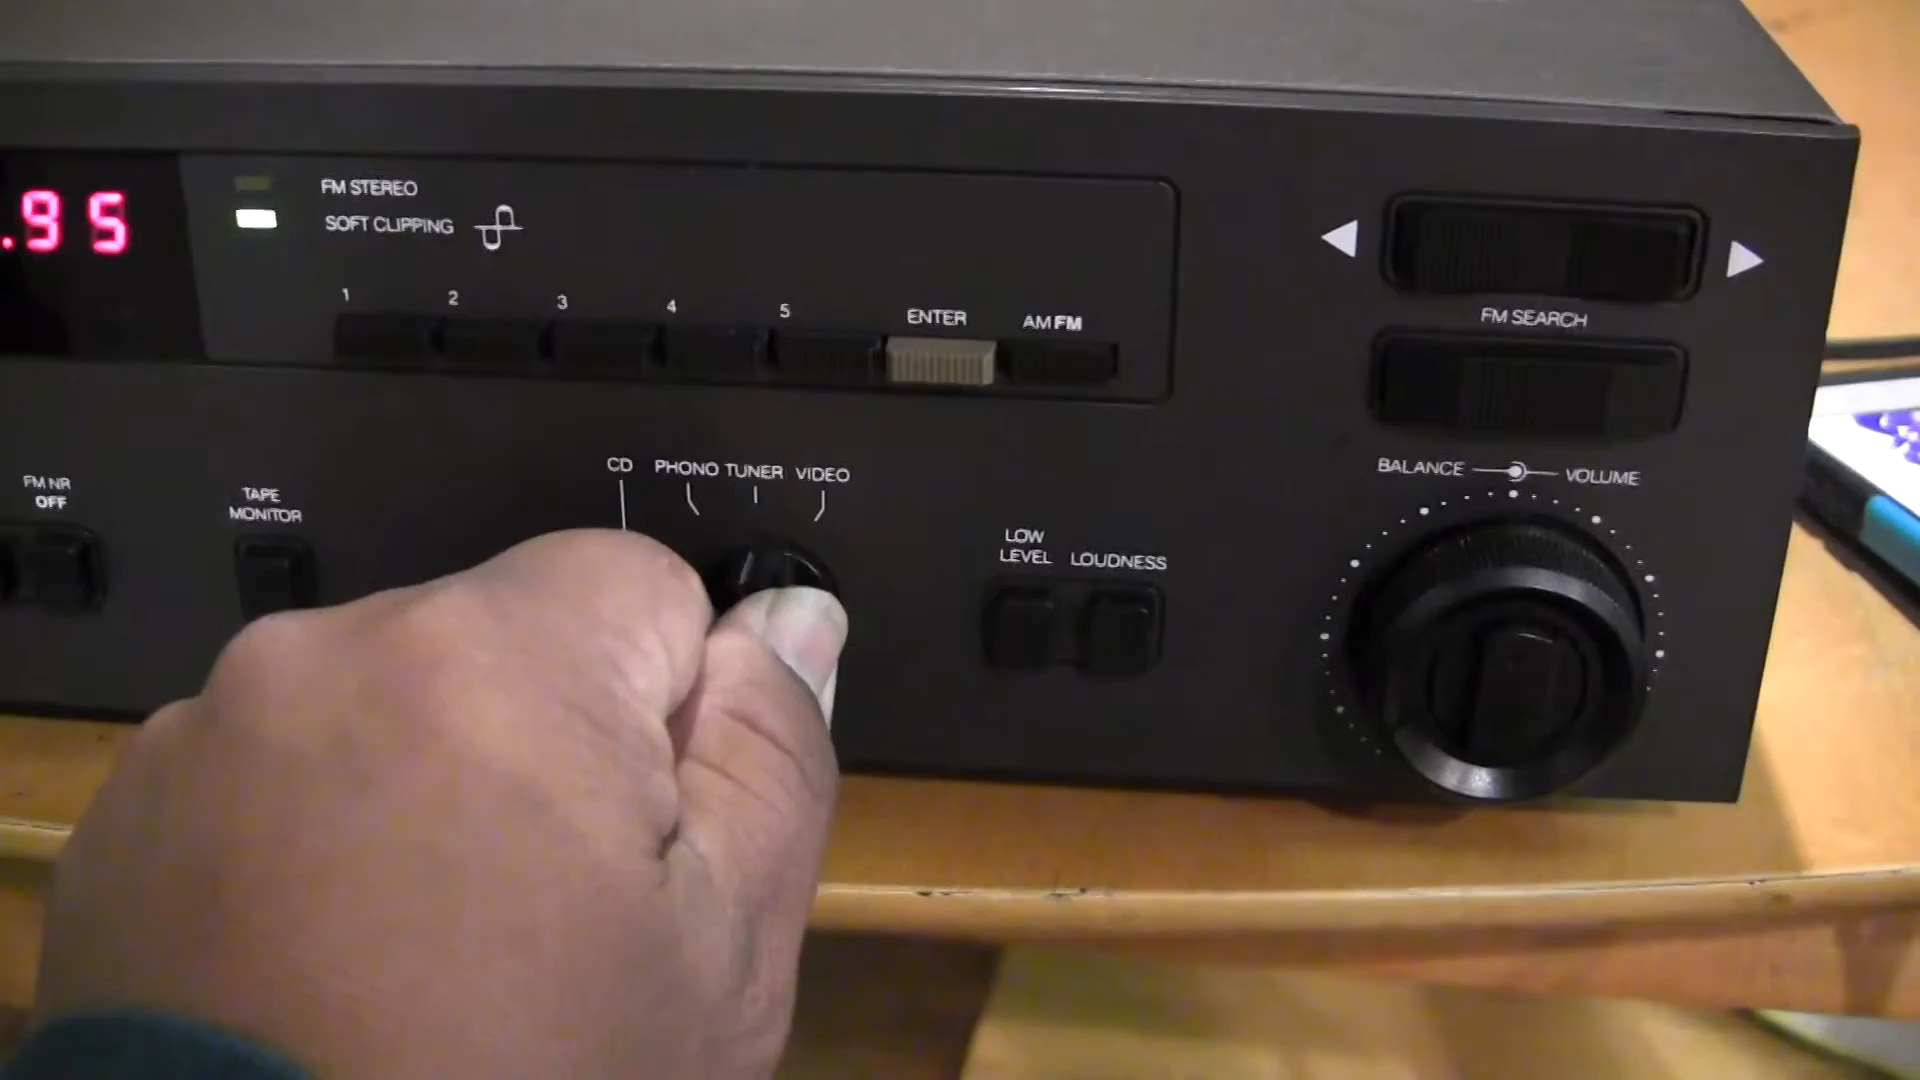 .95
FM STEREO
SOFT CLIPPING
1 2 3 4 5 ENTER AM FM
FM SEARCH
FM NR
OFF
TAPE
MONITOR
CD PHONO TUNER VIDEO
LOW
LEVEL LOUDNESS
BALANCE VOLUME